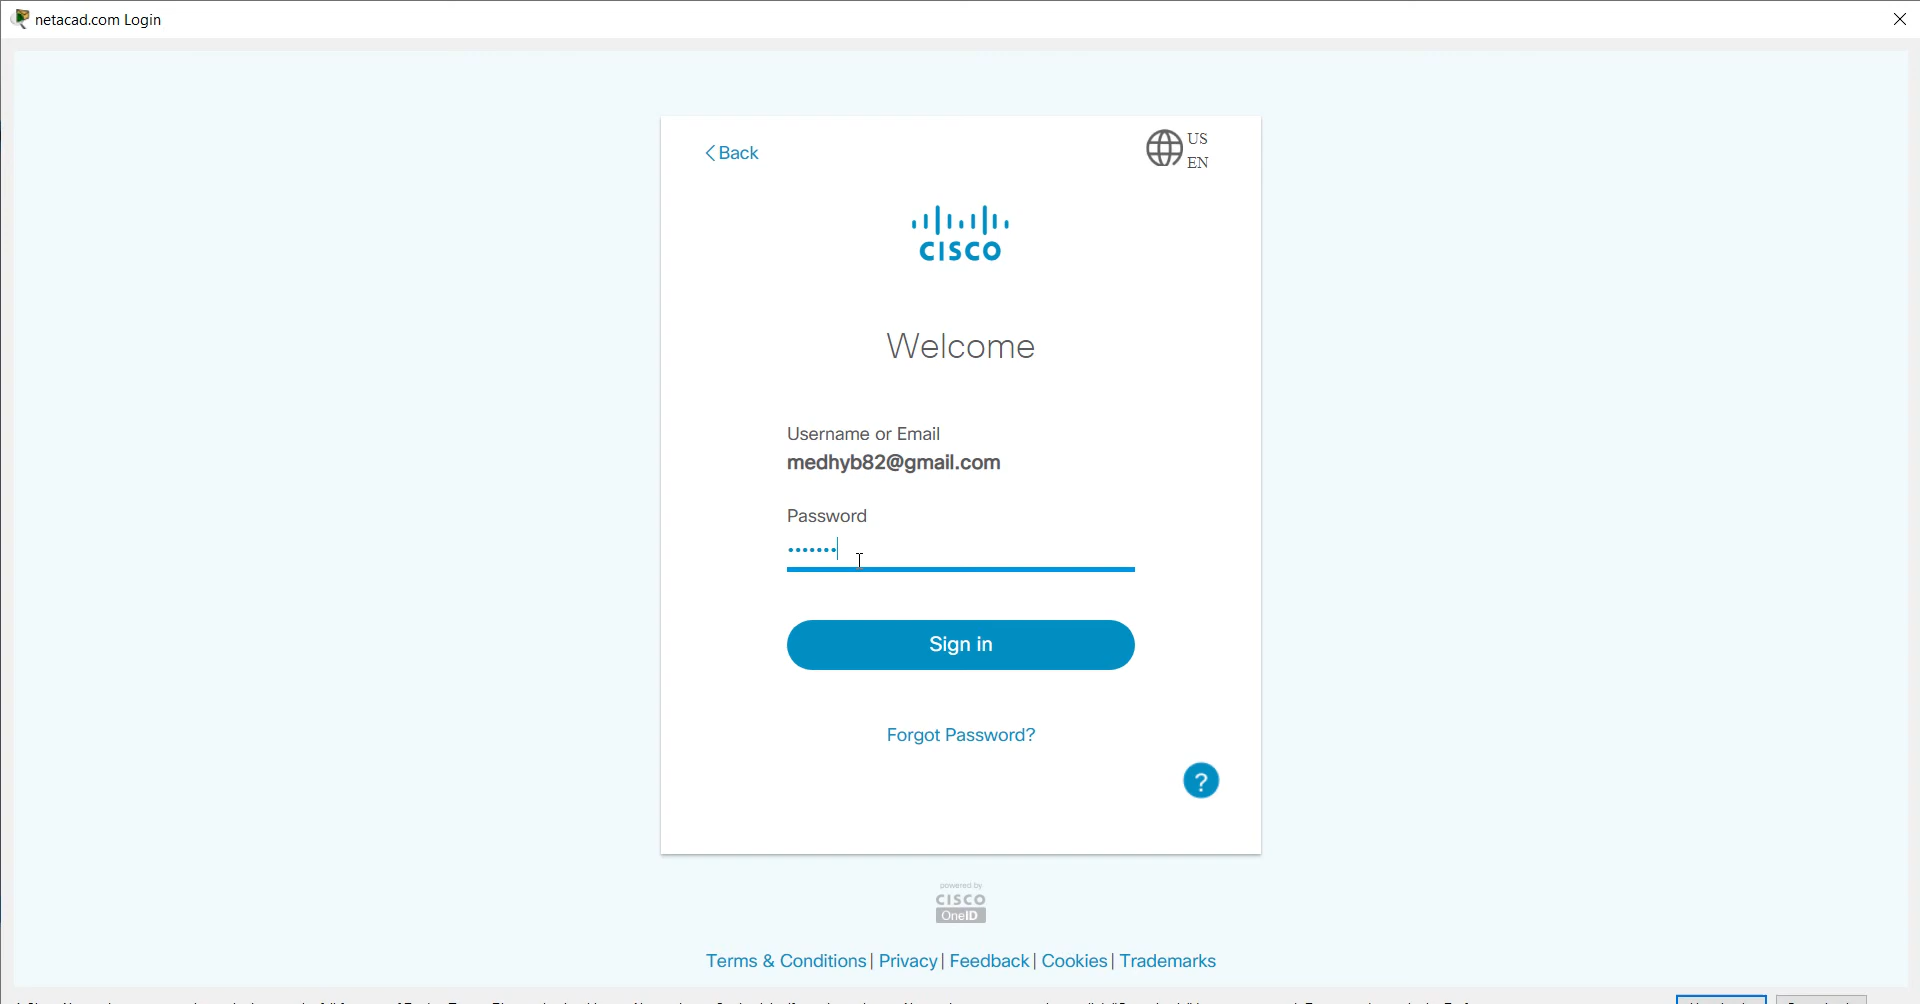 netacad.com Login
Back
US
EN
CISCO
Welcome
Username or Email
medhyb82@gmail.com
Password
•••••••
Sign in
Forgot Password?
?
powered by
CISCO
OneID
Terms & Conditions | Privacy | Feedback | Cookies | Trademarks